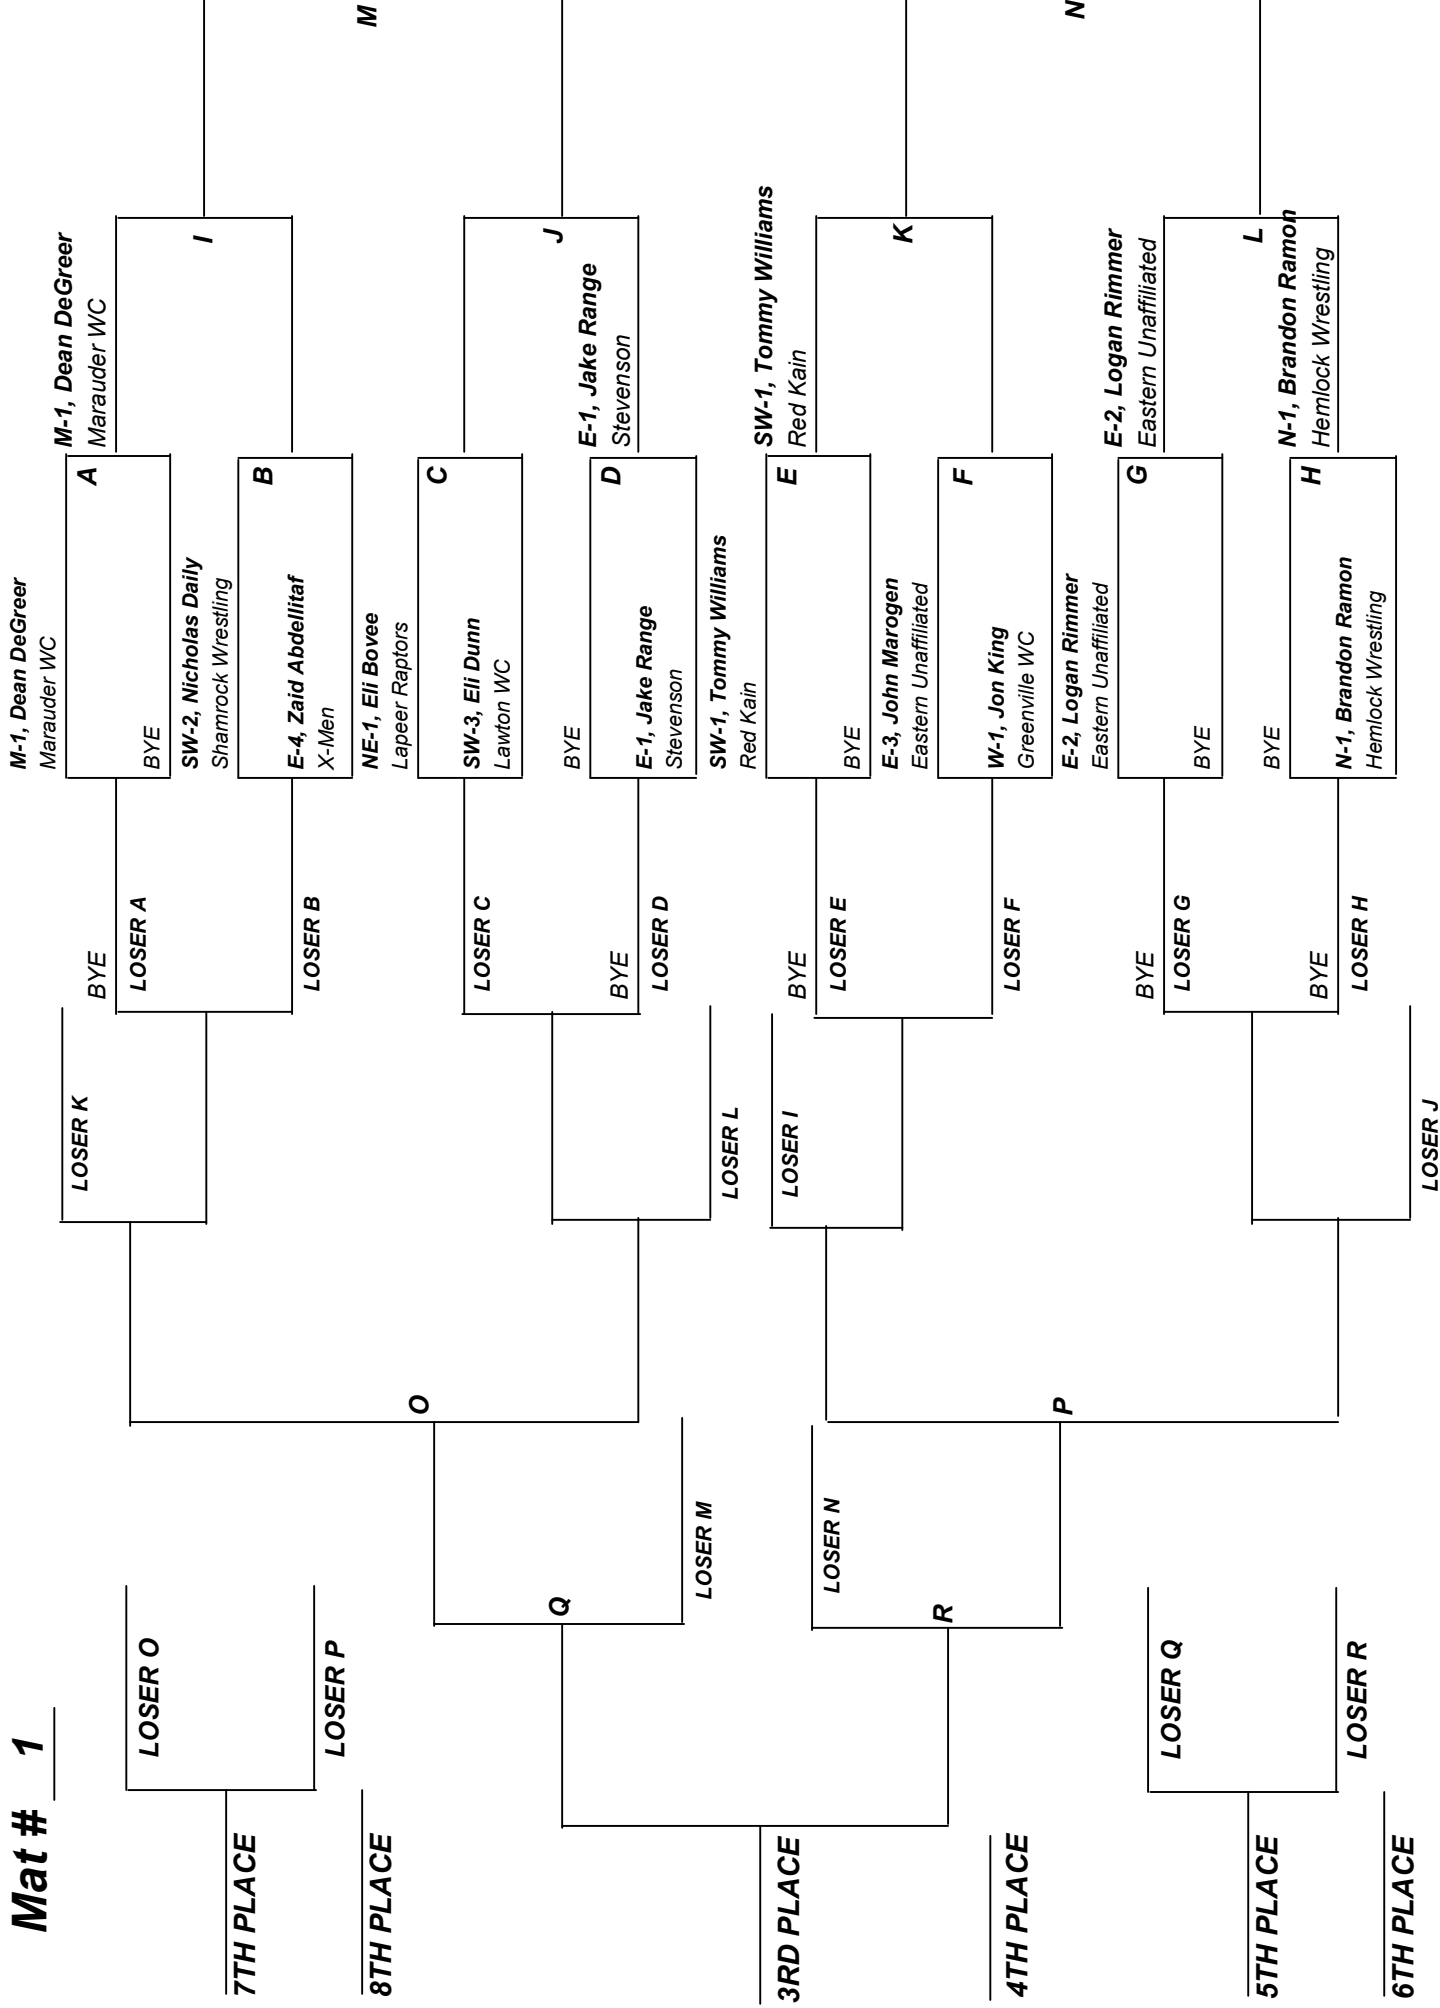 Mat # 1
M-1, Dean DeGreer
Marauder WC
A
BYE
SW-2, Nicholas Daily
Shamrock Wrestling
B
E-4, Zaid Abdellitaf
X-Men
NE-1, Eli Bovee
Lapeer Raptors
C
SW-3, Eli Dunn
Lawton WC
BYE
D
E-1, Jake Range
Stevenson
SW-1, Tommy Williams
Red Kain
E
BYE
E-3, John Marogen
Eastern Unaffiliated
F
W-1, Jon King
Greenville WC
E-2, Logan Rimmer
Eastern Unaffiliated
G
BYE
BYE
H
N-1, Brandon Ramon
Hemlock Wrestling
M-1, Dean DeGreer
Marauder WC
I
J
E-1, Jake Range
Stevenson
SW-1, Tommy Williams
Red Kain
K
E-2, Logan Rimmer
Eastern Unaffiliated
L
N-1, Brandon Ramon
Hemlock Wrestling
M
N
BYE
LOSER A
LOSER B
LOSER C
BYE
LOSER D
BYE
LOSER E
LOSER F
BYE
LOSER G
BYE
LOSER H
LOSER K
LOSER L
LOSER I
LOSER J
O
P
LOSER M
LOSER N
Q
R
LOSER O
LOSER P
LOSER Q
LOSER R
7TH PLACE
8TH PLACE
3RD PLACE
4TH PLACE
5TH PLACE
6TH PLACE